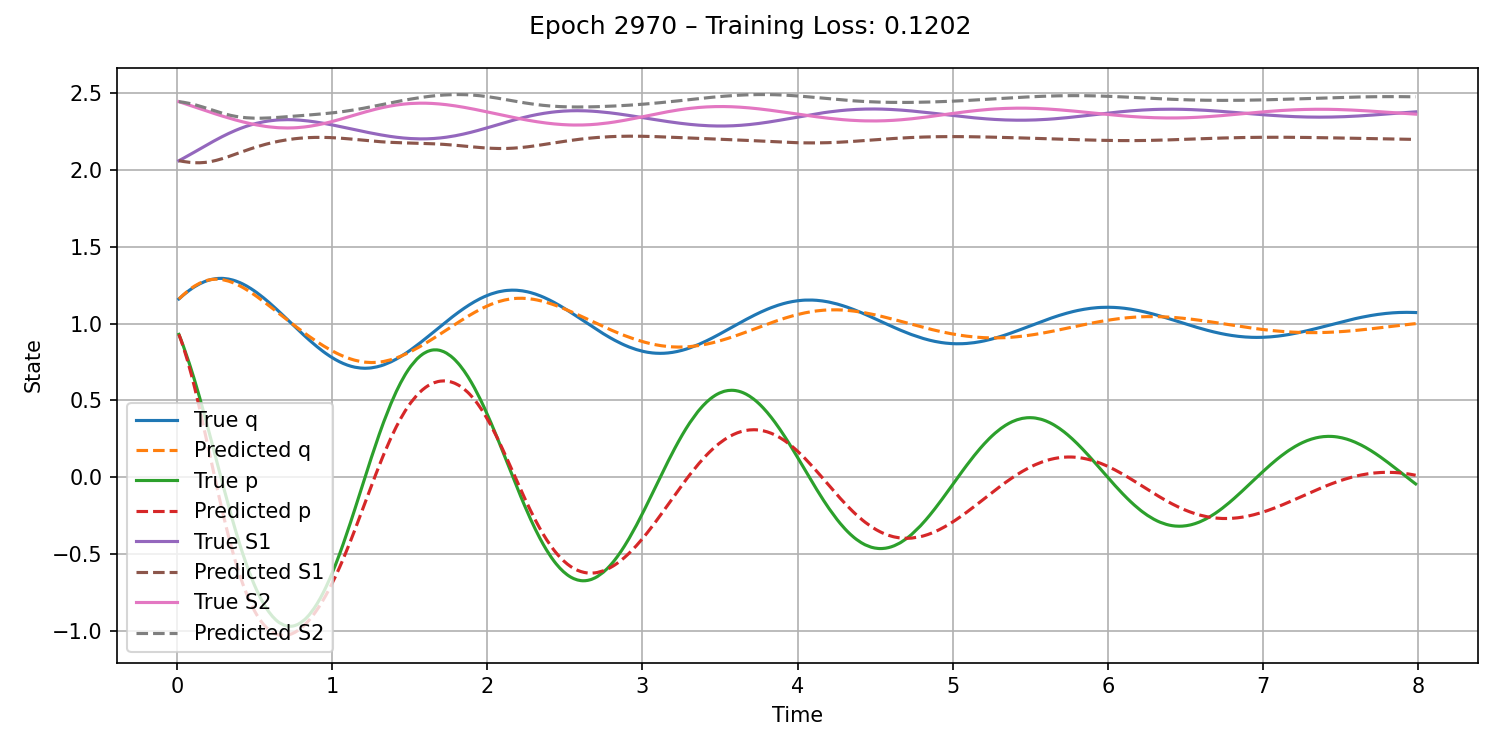 Epoch 2970 – Training Loss: 0.1202
2.5
2.0
1.5
1.0
0.5
0.0
−0.5
−1.0
State
True q
Predicted q
True p
Predicted p
True S1
Predicted S1
True S2
Predicted S2
0 1 2 3 4 5 6 7 8
Time